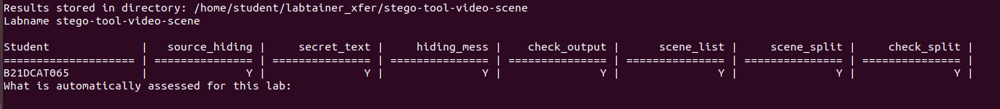 Results stored in directory: /home/student/labtainer_xfer/stego-tool-video-scene
Labname stego-tool-video-scene
Student | source_hiding | secret_text | hiding_mess | check_output | scene_list | scene_split | check_split |
==================== | =============== | =============== | =============== | =============== | =============== | =============== | =============== |
B21DCAT065 | Y | Y | Y | Y | Y | Y | Y |
What is automatically assessed for this lab: